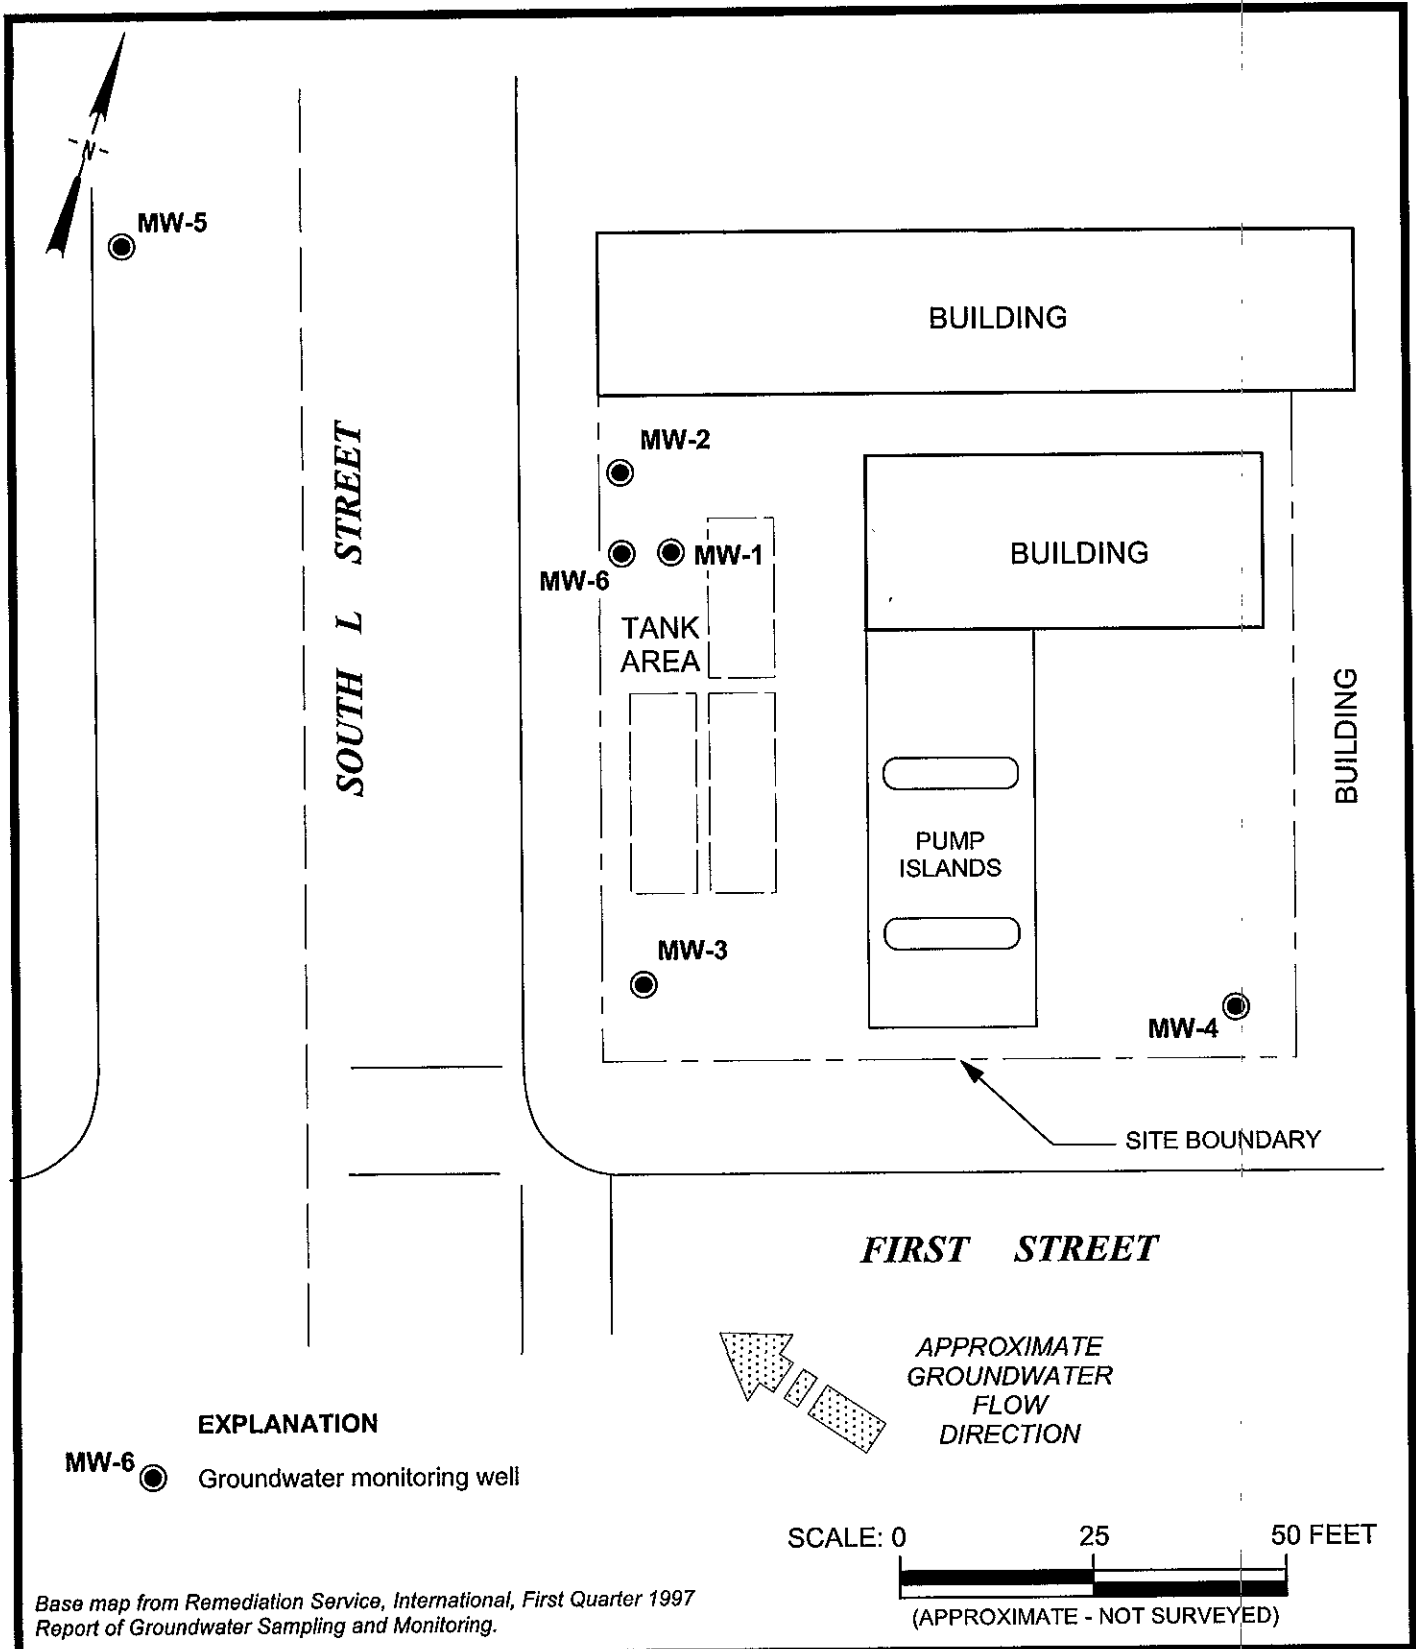 N
MW-5
BUILDING
MW-2
MW-1
MW-6
BUILDING
TANK
AREA
SOUTH L STREET
BUILDING
PUMP
ISLANDS
MW-3
MW-4
SITE BOUNDARY
FIRST STREET
APPROXIMATE
GROUNDWATER
FLOW
DIRECTION
EXPLANATION
MW-6
Groundwater monitoring well
SCALE: 0 25 50 FEET
(APPROXIMATE - NOT SURVEYED)
Base map from Remediation Service, International, First Quarter 1997
Report of Groundwater Sampling and Monitoring.